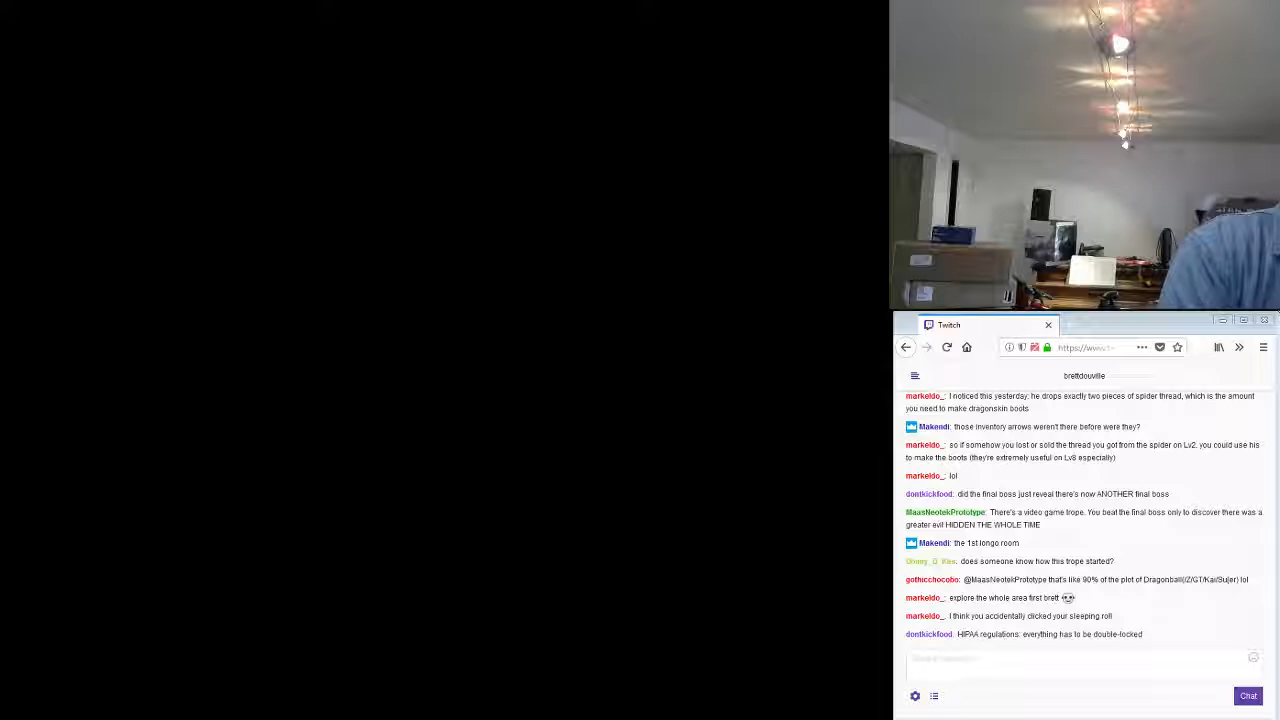 Twitch
https://www.t
brettdouville
markeldo_: I noticed this yesterday: he drops exactly two pieces of spider thread, which is the amount
you need to make dragonskin boots
Makendi: those inventory arrows weren't there before were they?
markeldo_: so if somehow you lost or sold the thread you got from the spider on Lv2. you could use his
to make the boots (they're extremely useful on Lv8 especially)
markeldo_: lol
dontkickfood: did the final boss just reveal there's now ANOTHER final boss
MaasNeotekPrototype: There's a video game trope. You beat the final boss only to discover there was a
greater evil HIDDEN THE WHOLE TIME
Makendi: the 1st longo room
does someone know how this trope started?
gothicchocobo: @MaasNeotekPrototype that's like 90% of the plot of Dragonball(/Z/GT/Kai/Super) lol
markeldo_: explore the whole area first brett
markeldo_: I think you accidentally clicked your sleeping roll
dontkickfood: HIPAA regulations: everything has to be double-locked
Chat